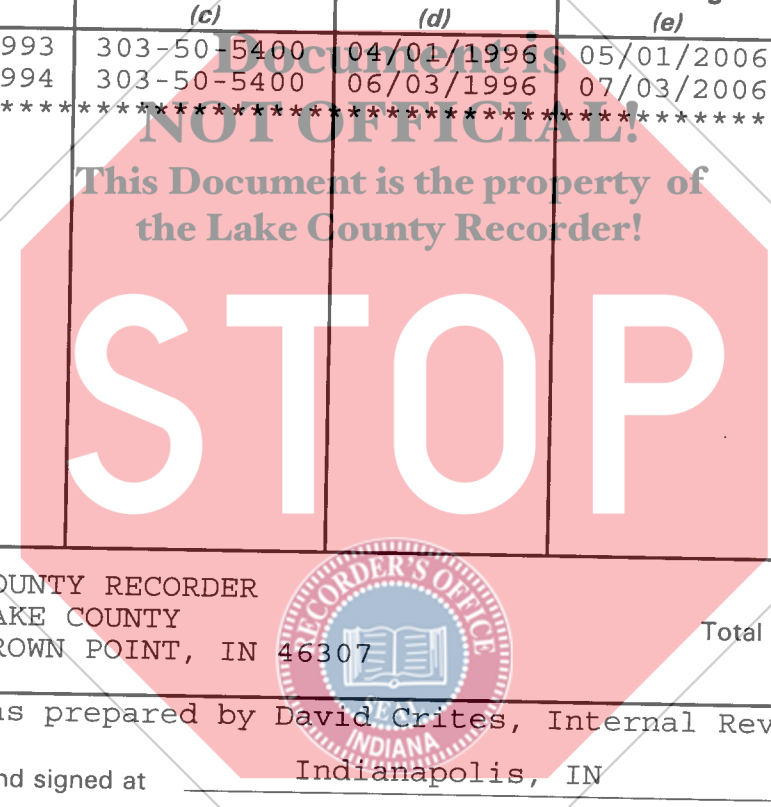 (c) (d) (e)
993 303-50-5400 04/01/1996 05/01/2006
994 303-50-5400 06/03/1996 07/03/2006
*******************************************
Document is
NOT OFFICIAL!
This Document is the property of
the Lake County Recorder!
STOP
OUNTY RECORDER
AKE COUNTY
ROWN POINT, IN 46307
Total
RECORDER'S OFFICE
SEAL
INDIANA
as prepared by David Crites, Internal Rev
nd signed at Indianapolis, IN